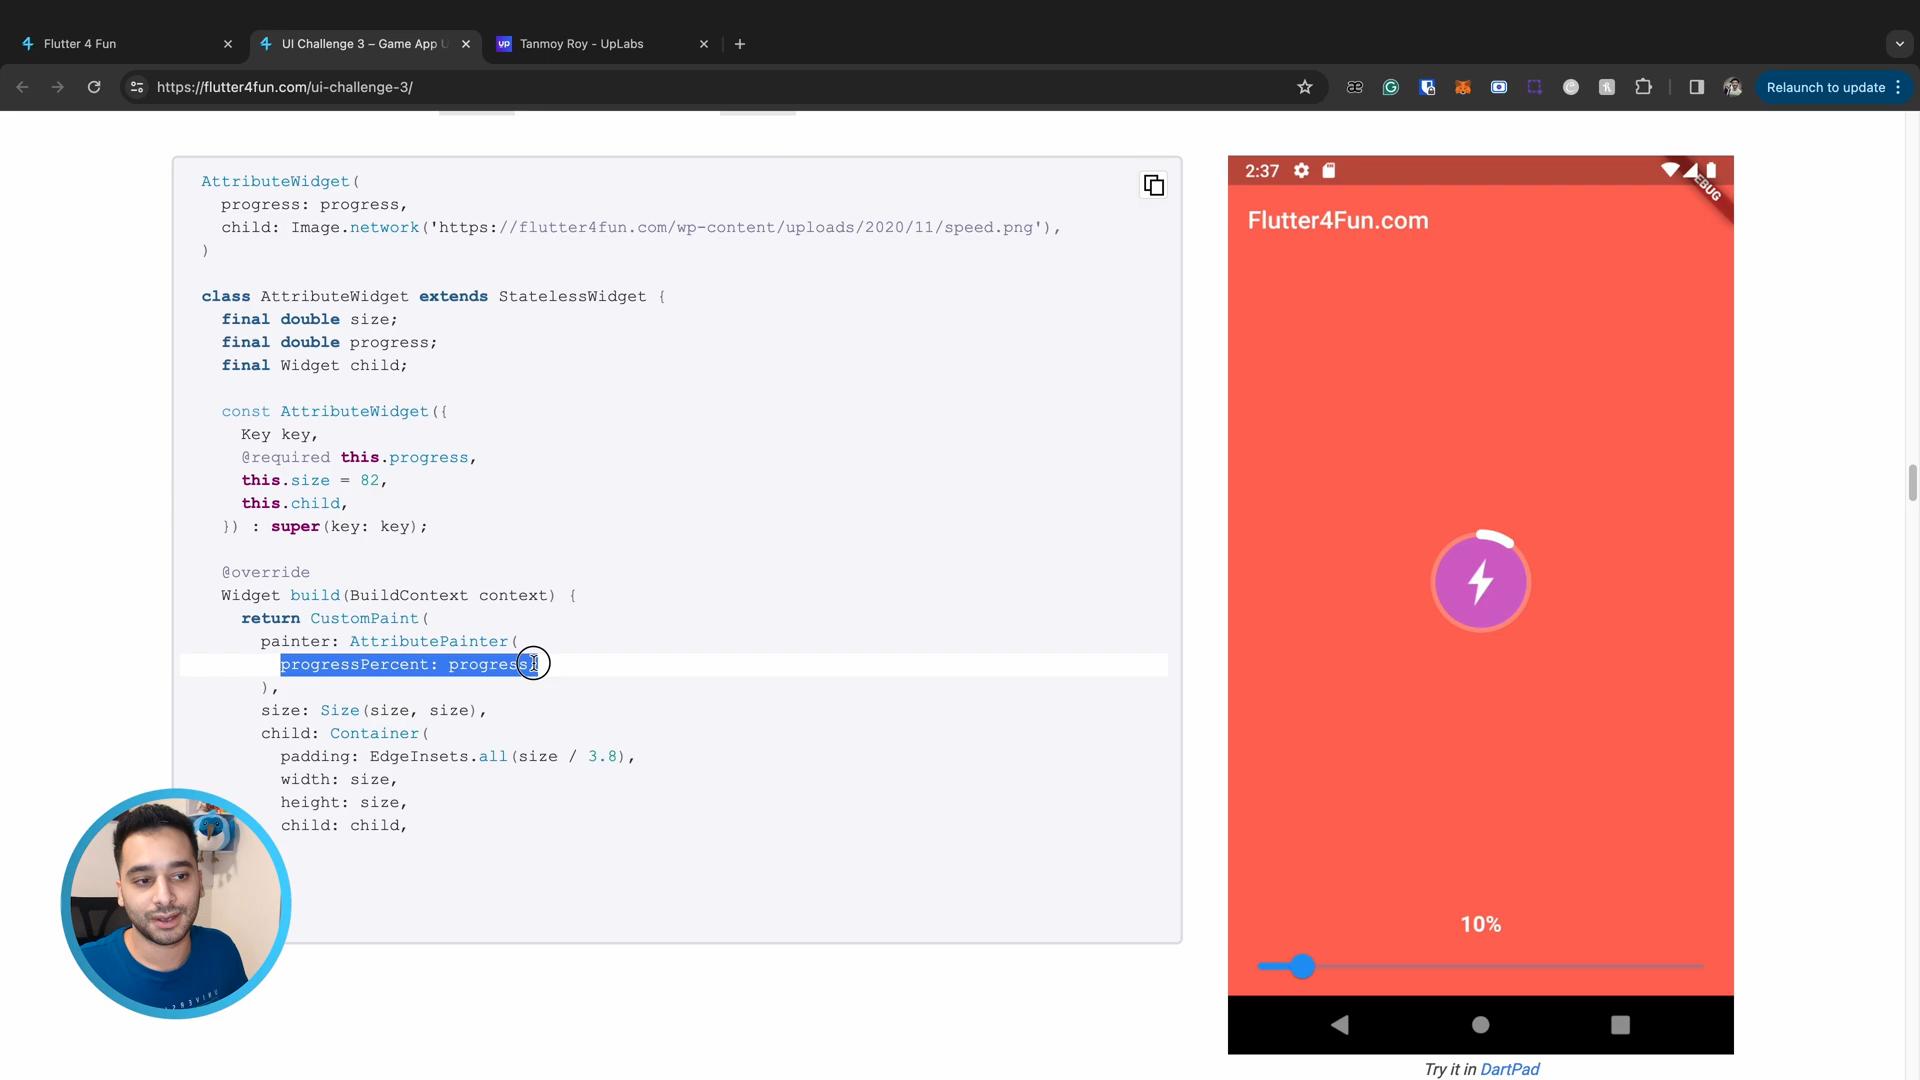 Flutter 4 Fun
UI Challenge 3 – Game App U
up
Tanmoy Roy - UpLabs
https://flutter4fun.com/ui-challenge-3/
Relaunch to update
AttributeWidget(
progress: progress,
child: Image.network('https://flutter4fun.com/wp-content/uploads/2020/11/speed.png'),
)
class AttributeWidget extends StatelessWidget {
final double size;
final double progress;
final Widget child;
const AttributeWidget({
Key key,
@required this.progress,
this.size = 82,
this.child,
}) : super(key: key);
@override
Widget build(BuildContext context) {
return CustomPaint(
painter: AttributePainter(
progressPercent: progress,
),
size: Size(size, size),
child: Container(
padding: EdgeInsets.all(size / 3.8),
width: size,
height: size,
child: child,
2:37
Flutter4Fun.com
10%
Try it in DartPad